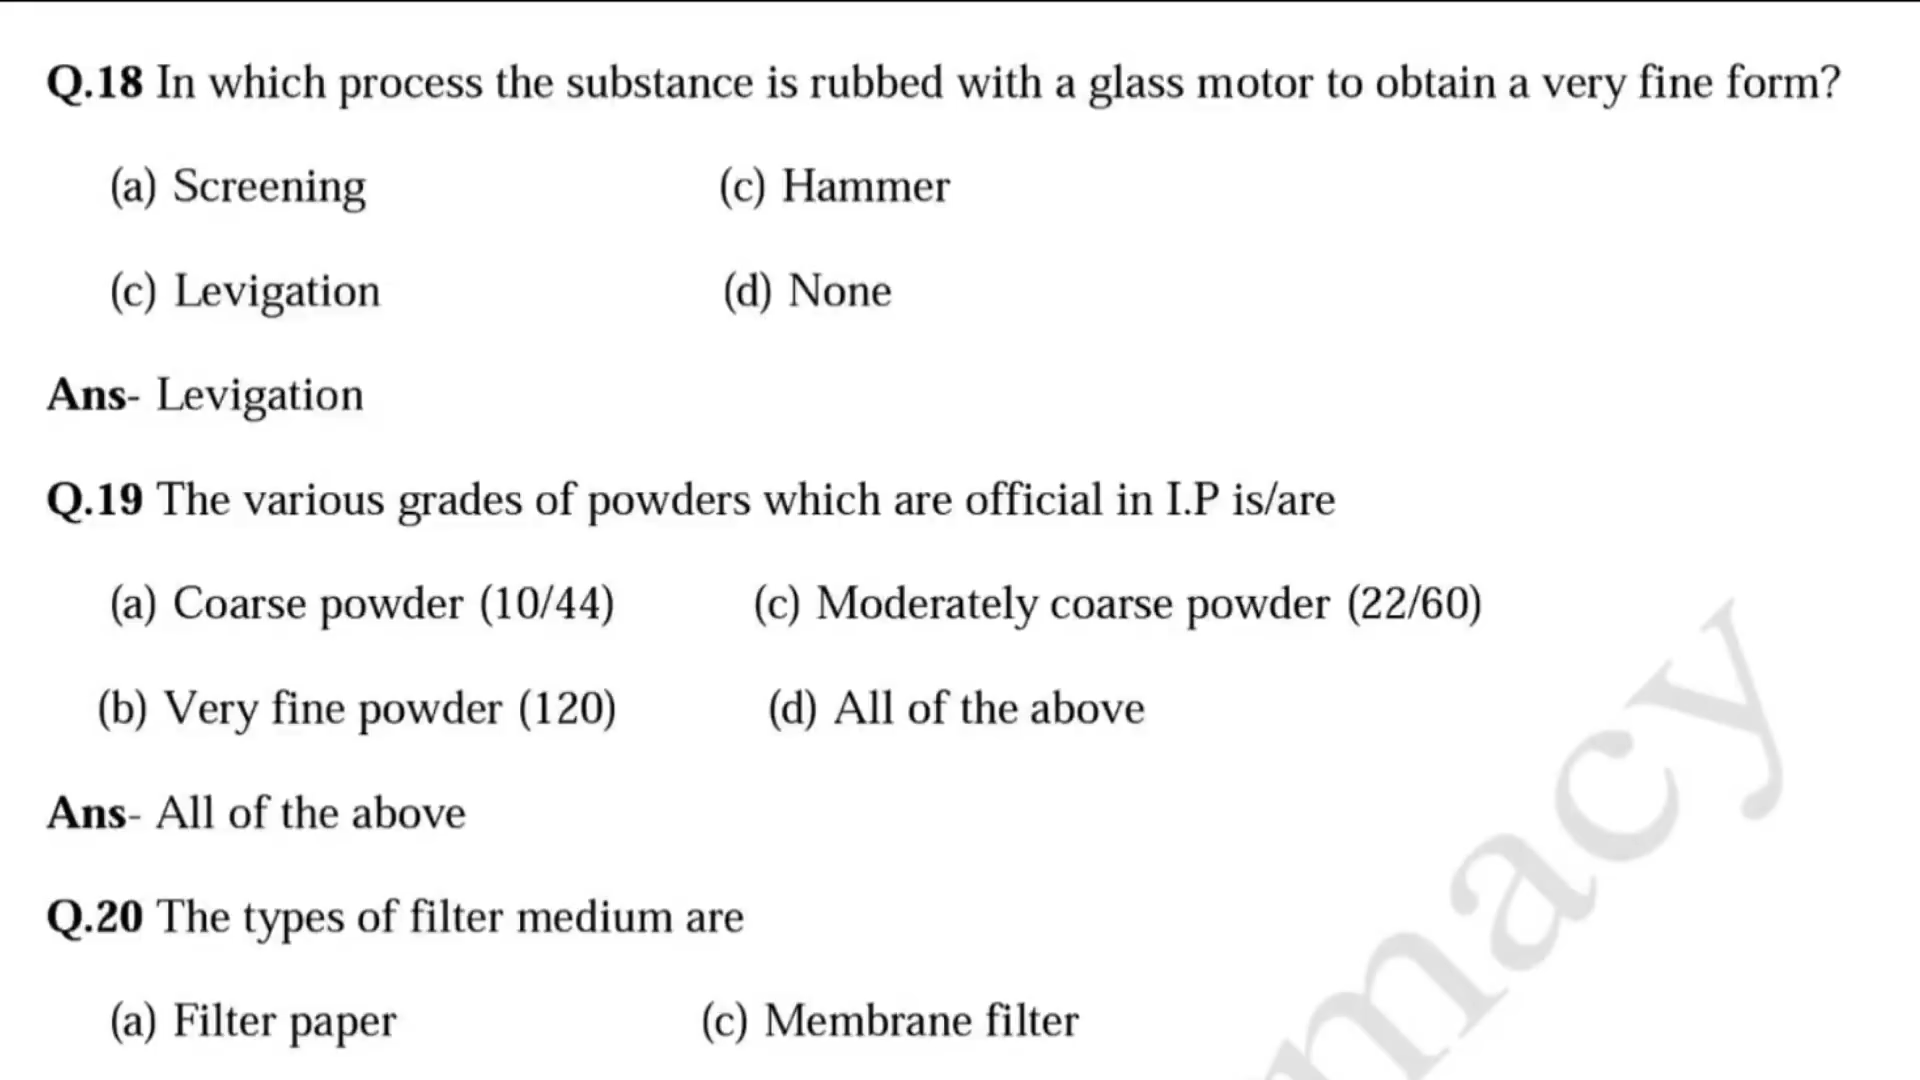 Q.18 In which process the substance is rubbed with a glass motor to obtain a very fine form?
(a) Screening (c) Hammer
(c) Levigation (d) None
Ans- Levigation
Q.19 The various grades of powders which are official in I.P is/are
(a) Coarse powder (10/44) (c) Moderately coarse powder (22/60)
(b) Very fine powder (120) (d) All of the above
Ans- All of the above
Q.20 The types of filter medium are
(a) Filter paper (c) Membrane filter
macy